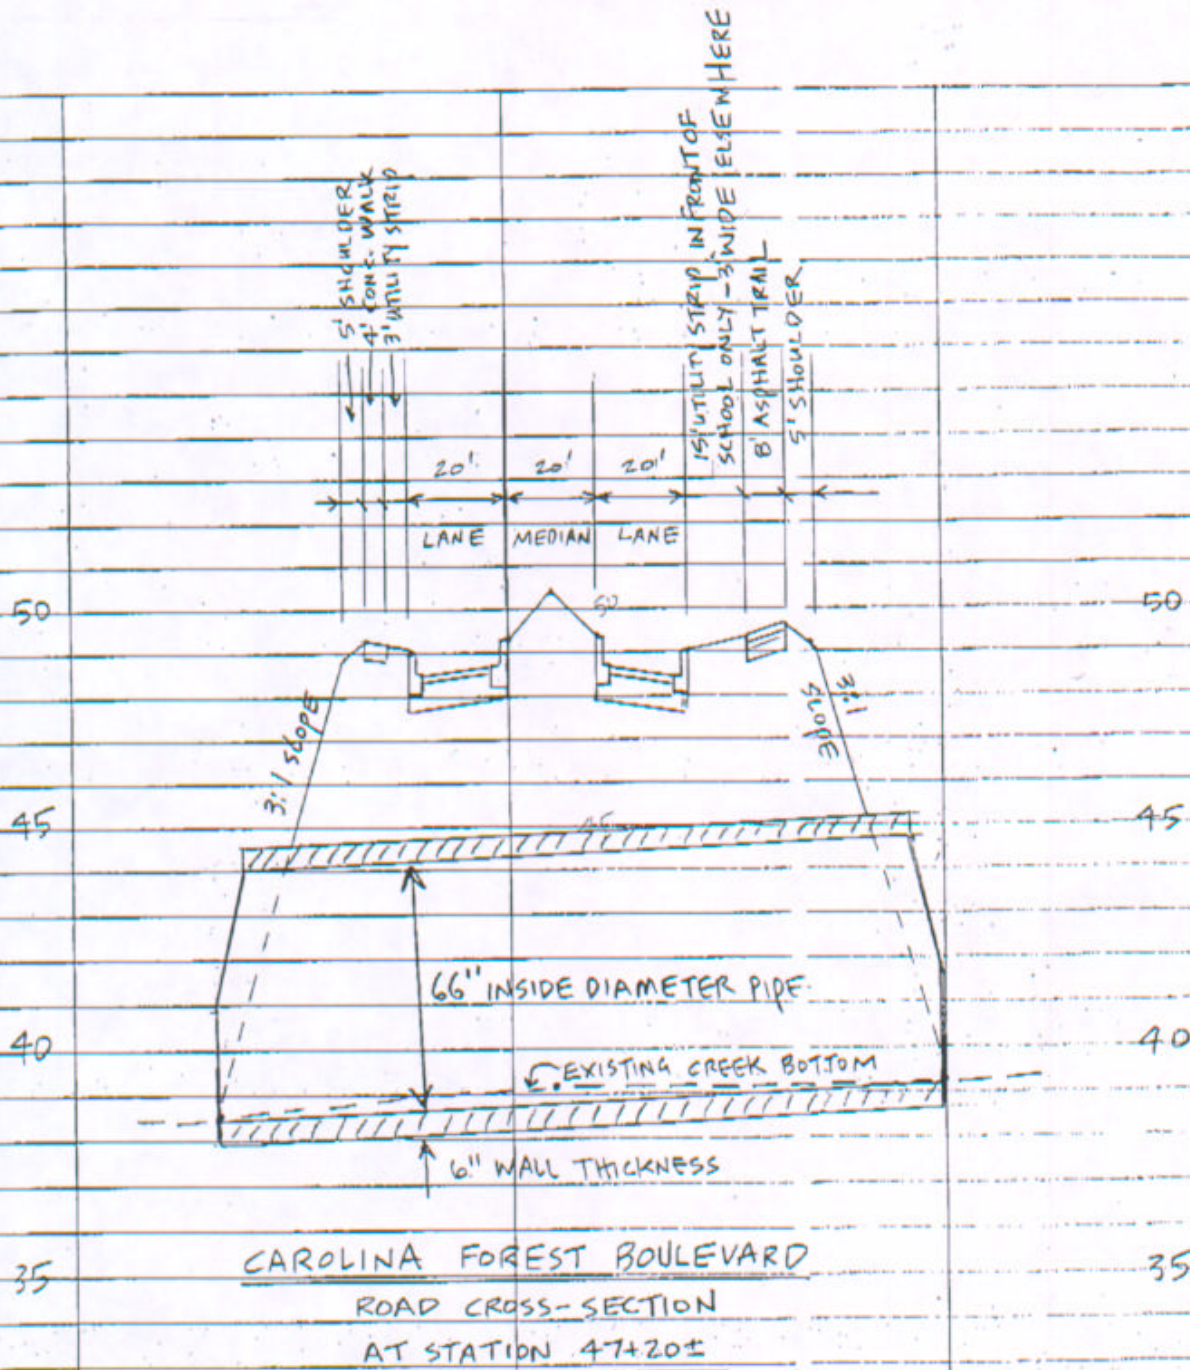 5' SHOULDER
4' CONC. WALK
3' UTILITY STRIP
15' UTILITY STRIP IN FRONT OF
SCHOOL ONLY - 3' WIDE ELSEWHERE
8' ASPHALT TRAIL
5' SHOULDER
20' 20' 20'
LANE MEDIAN LANE
50 50 50
3:1 SLOPE
3:1 SLOPE
45 45 45
66" INSIDE DIAMETER PIPE
40 40
EXISTING CREEK BOTTOM
6" WALL THICKNESS
CAROLINA FOREST BOULEVARD
35 35
ROAD CROSS-SECTION
AT STATION 47+20±